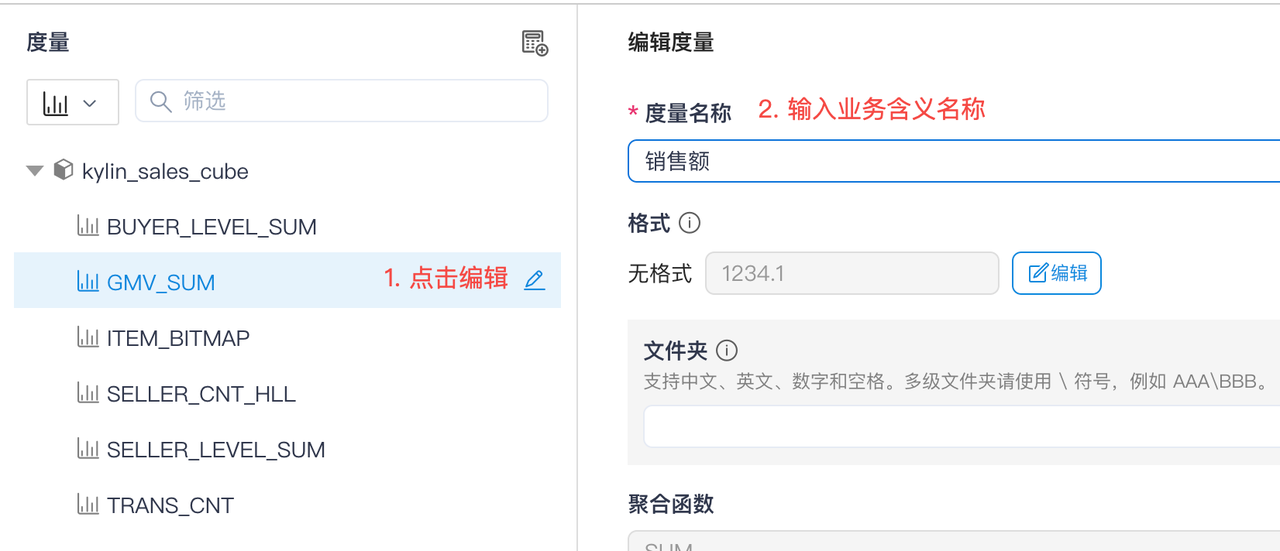 度量
筛选
kylin_sales_cube
BUYER_LEVEL_SUM
GMV_SUM
1. 点击编辑
ITEM_BITMAP
SELLER_CNT_HLL
SELLER_LEVEL_SUM
TRANS_CNT
编辑度量
* 度量名称
2. 输入业务含义名称
销售额
格式
无格式
1234.1
编辑
文件夹
支持中文、英文、数字和空格。多级文件夹请使用 \ 符号，例如 AAA\BBB。
聚合函数
SUM